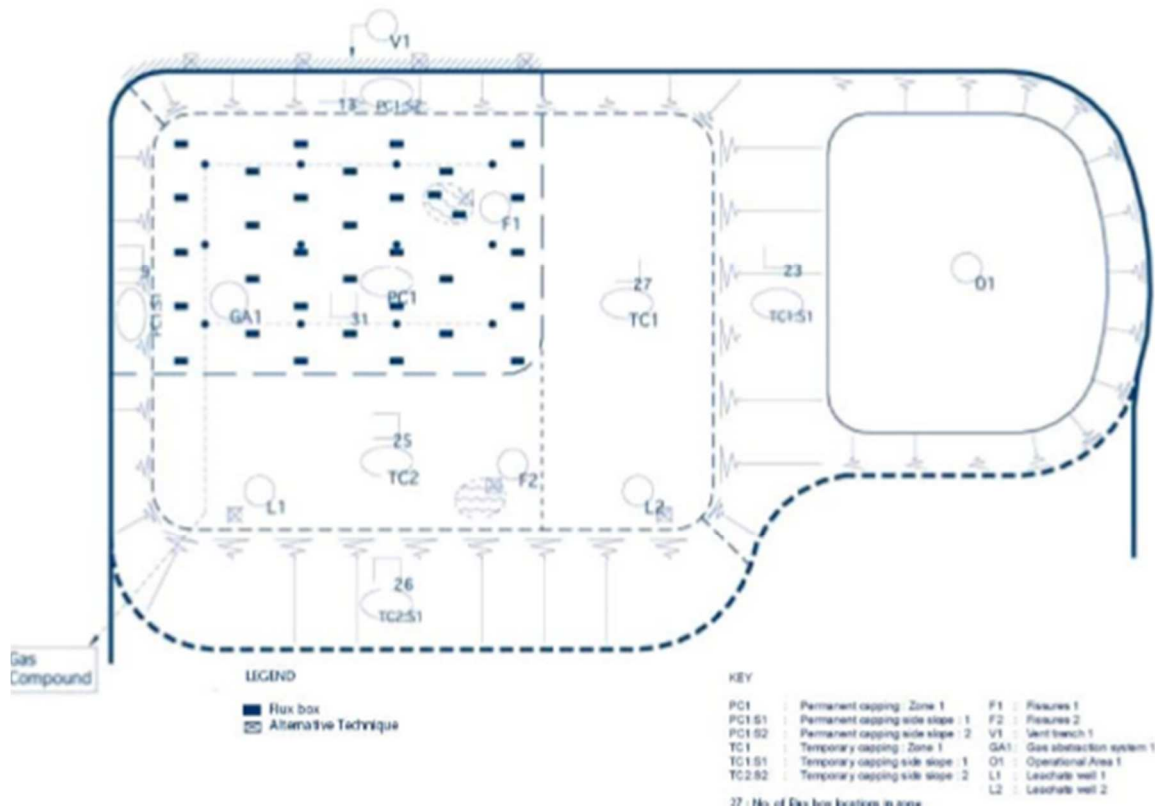 V1
13
PC1:S2
F1
9
PC1:S1
GA1
PC1
31
27
TC1
23
TC1:S1
O1
25
TC2
F2
L1
L2
26
TC2:S1
Gas
Compound
LEGEND
Flux box
Alternative Technique
KEY
PC1 : Permanent capping : Zone 1
PC1:S1 : Permanent capping side slope : 1
PC1:S2 : Permanent capping side slope : 2
TC1 : Temporary capping : Zone 1
TC1:S1 : Temporary capping side slope : 1
TC2:S2 : Temporary capping side slope : 2
F1 : Fissures 1
F2 : Fissures 2
V1 : Vent trench 1
GA1 : Gas abstraction system 1
O1 : Operational Area 1
L1 : Leachate well 1
L2 : Leachate well 2
27 : No. of flux box locations in zone